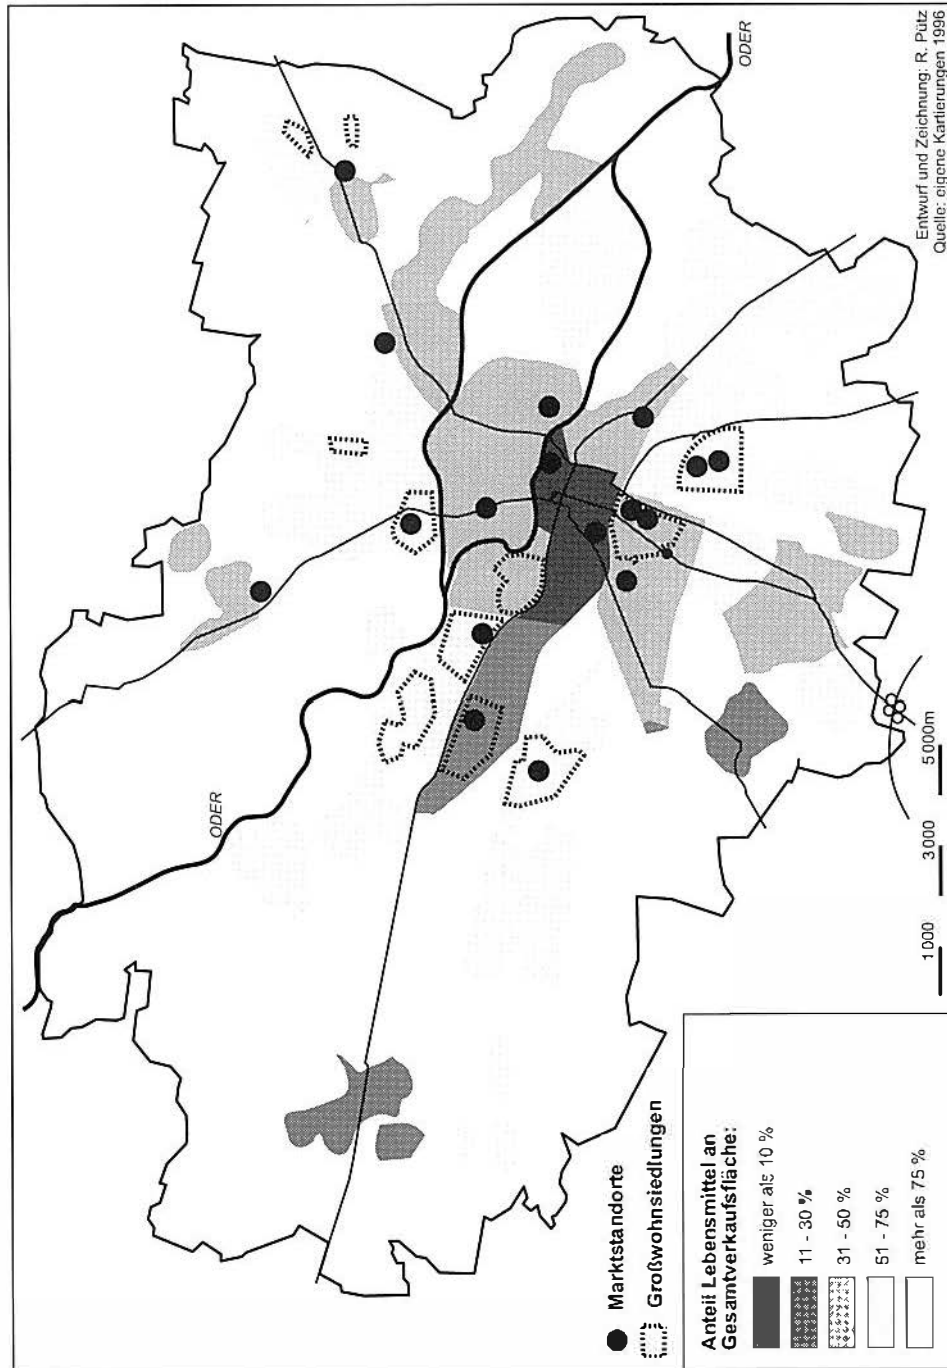 ODER
ODER
Marktstandorte
Großwohnsiedlungen
Anteil Lebensmittel an
Gesamtverkaufsfläche:
weniger als 10 %
11 - 30 %
31 - 50 %
51 - 75 %
mehr als 75 %
1000 3000 5000m
Entwurf und Zeichnung: R. Pütz
Quelle: eigene Kartierungen 1996